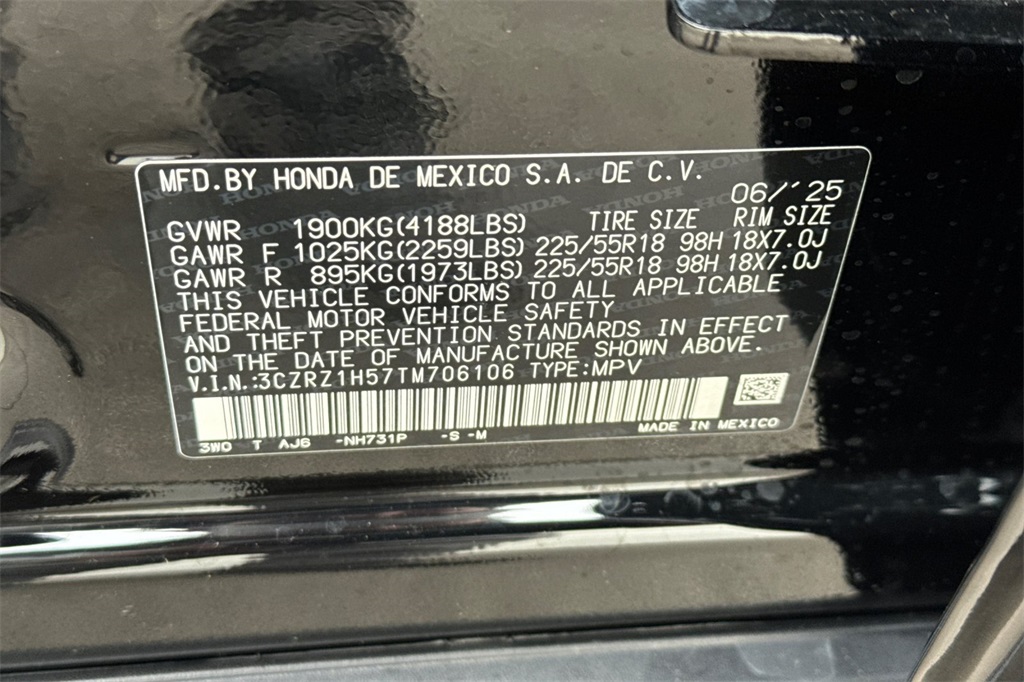 MFD.BY HONDA DE MEXICO S.A. DE C.V.
06/'25
GVWR 1900KG(4188LBS) TIRE SIZE RIM SIZE
GAWR F 1025KG(2259LBS) 225/55R18 98H 18X7.0J
GAWR R 895KG(1973LBS) 225/55R18 98H 18X7.0J
THIS VEHICLE CONFORMS TO ALL APPLICABLE
FEDERAL MOTOR VEHICLE SAFETY
AND THEFT PREVENTION STANDARDS IN EFFECT
ON THE DATE OF MANUFACTURE SHOWN ABOVE.
V.I.N.:3CZRZ1H57TM706106 TYPE:MPV
MADE IN MEXICO
3W0 T AJ6 -NH731P -S -M